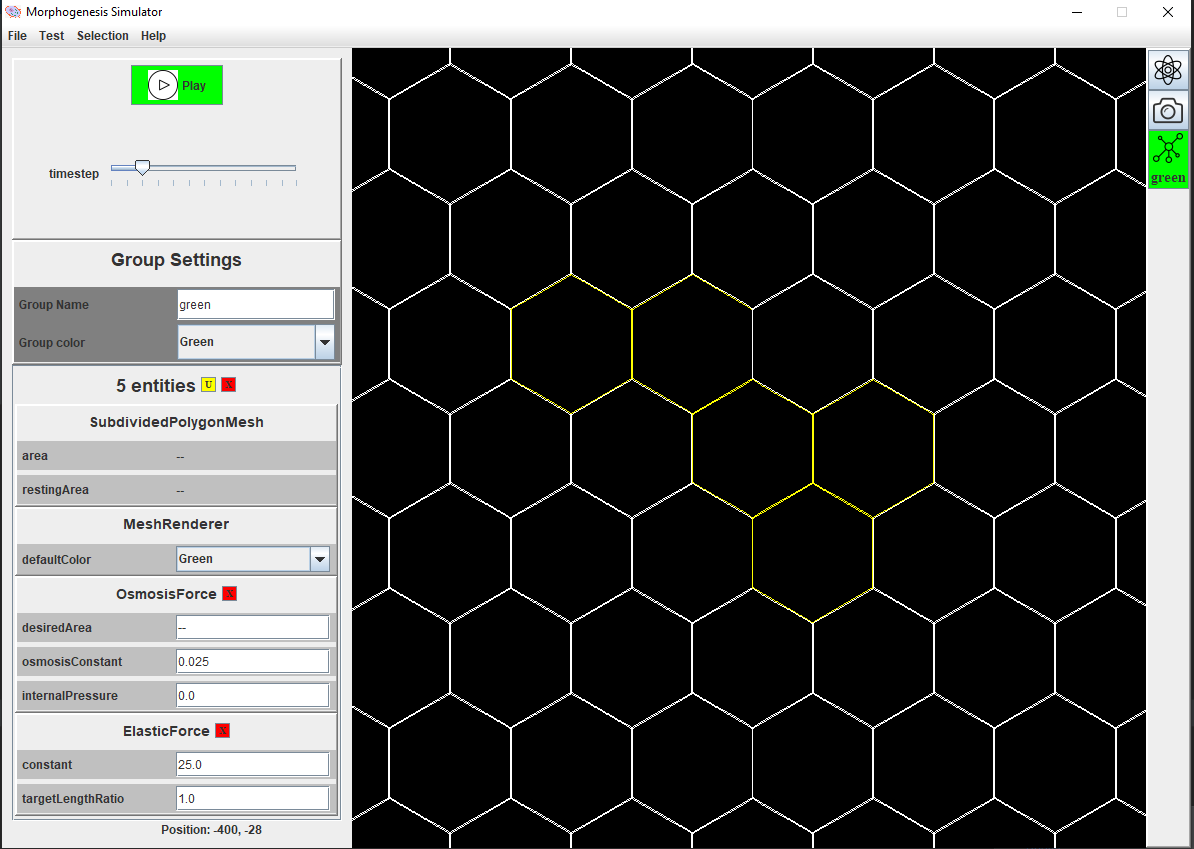 Morphogenesis Simulator
File Test Selection Help
Play
timestep
Group Settings
Group Name green
Group color Green
5 entities U X
SubdividedPolygonMesh
area --
restingArea --
MeshRenderer
defaultColor Green
OsmosisForce X
desiredArea --
osmosisConstant 0.025
internalPressure 0.0
ElasticForce X
constant 25.0
targetLengthRatio 1.0
Position: -400, -28
green